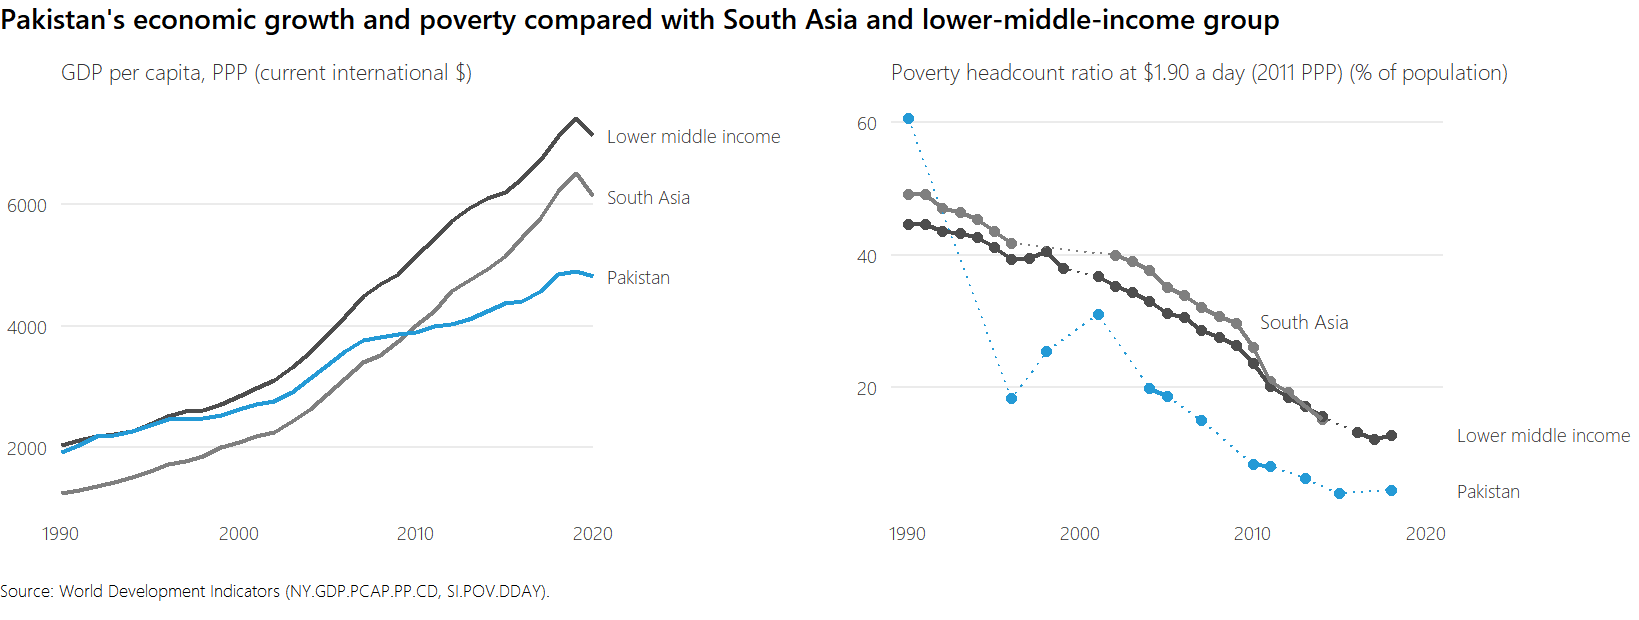 Pakistan's economic growth and poverty compared with South Asia and lower-middle-income group
GDP per capita, PPP (current international $)
Lower middle income
South Asia
Pakistan
6000
4000
2000
1990
2000
2010
2020
Poverty headcount ratio at $1.90 a day (2011 PPP) (% of population)
60
40
20
South Asia
Lower middle income
Pakistan
1990
2000
2010
2020
Source: World Development Indicators (NY.GDP.PCAP.PP.CD, SI.POV.DDAY).